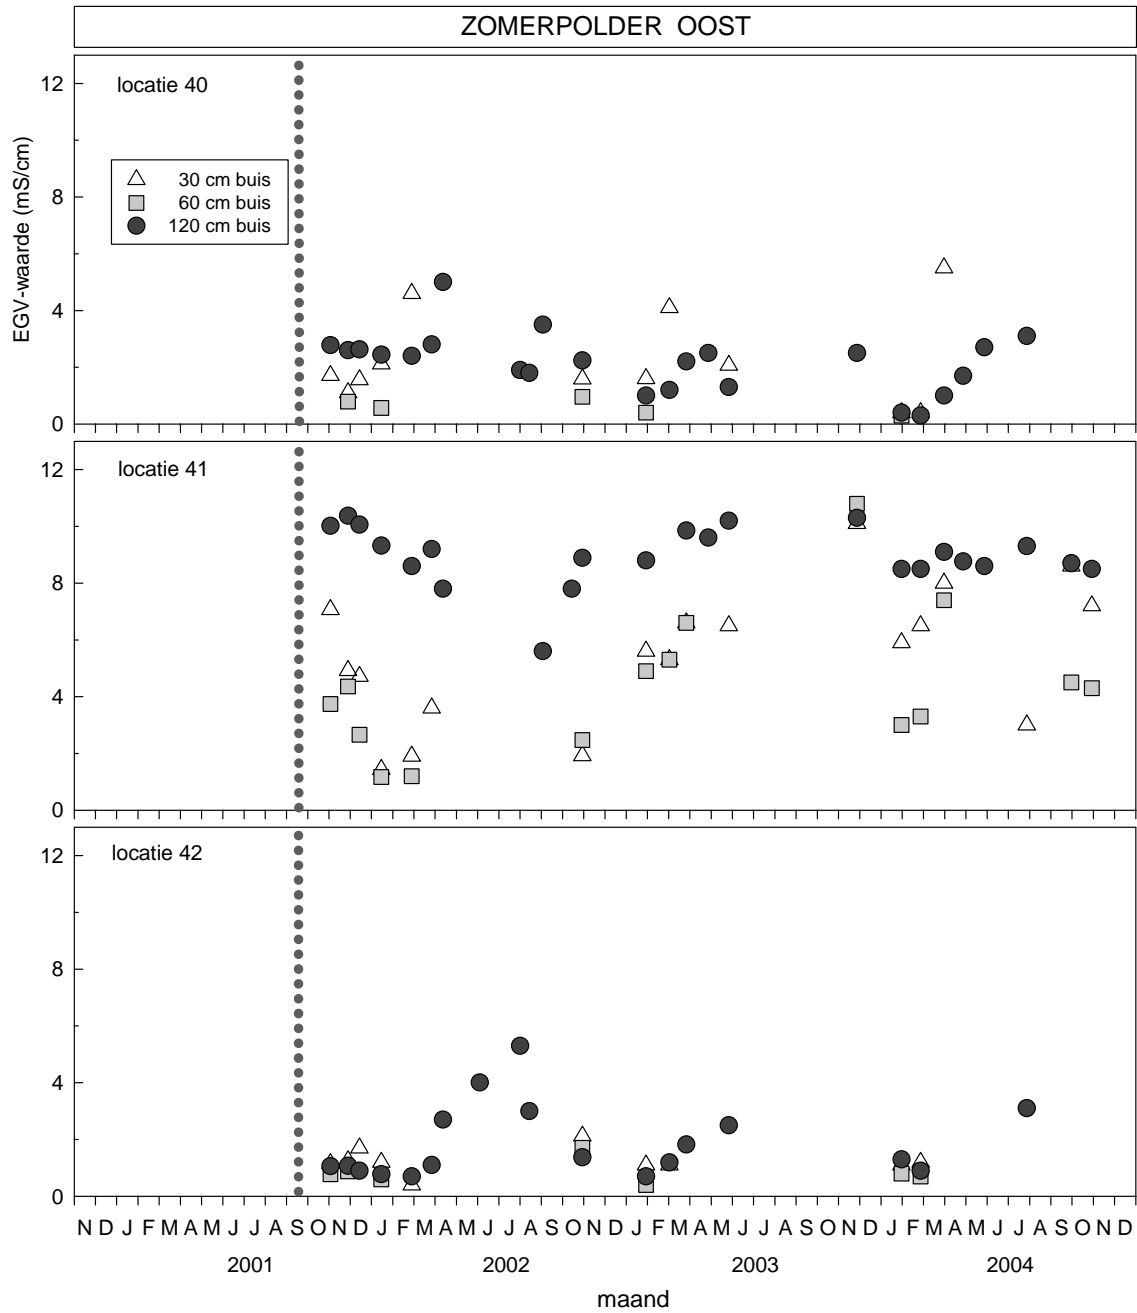 ZOMERPOLDER OOST
locatie 40
12
8
4
0
EGV-waarde (mS/cm)
30 cm buis
60 cm buis
120 cm buis
locatie 41
12
8
4
0
locatie 42
12
8
4
0
N D J F M A M J J A S O N D J F M A M J J A S O N D J F M A M J J A S O N D J F M A M J J A S O N D
2001 2002 2003 2004
maand